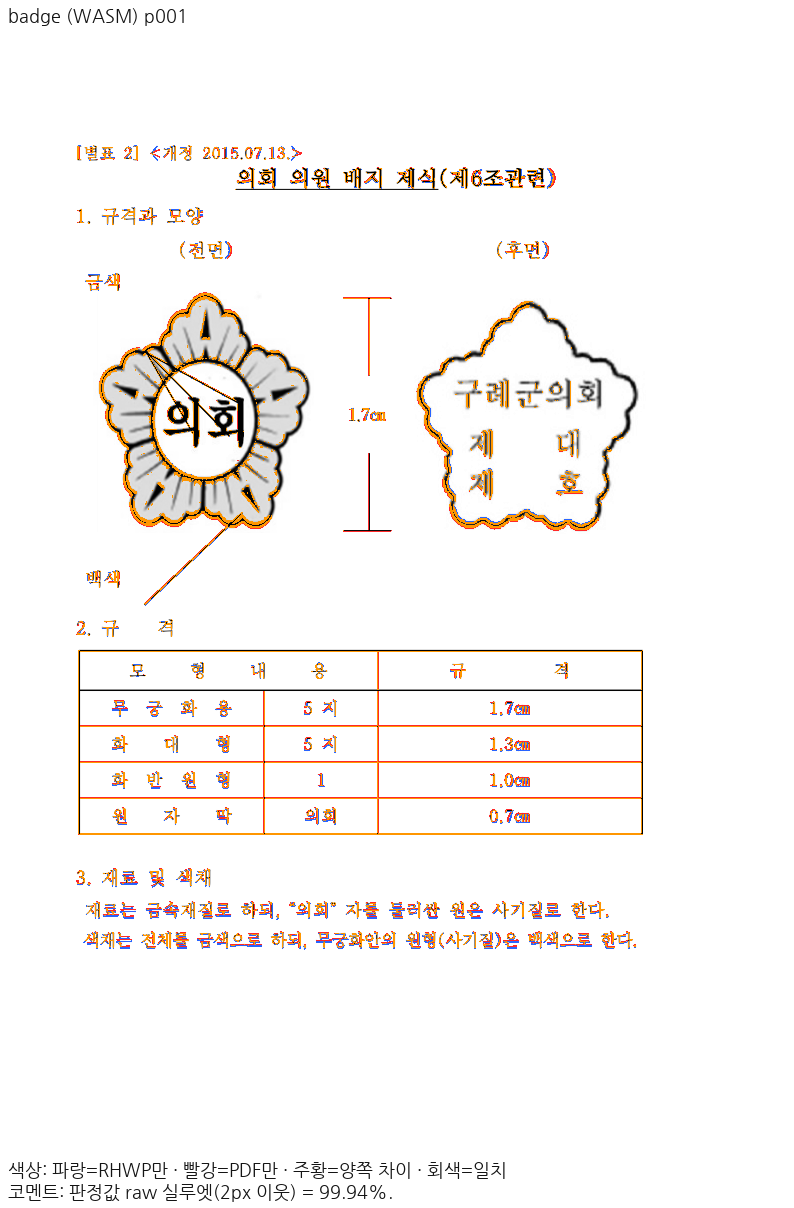 badge (WASM) p001
[별표 2] <개정 2015.07.13.>
의회 의원 배지 제식(제6조관련)
1. 규격과 모양
(전면) (후면)
금색
의회
1.7㎝
구례군의회
제 대
제 호
백색
2. 규 격
모 형 내 용 규 격
무 궁 화 용 5 지 1.7㎝
화 대 형 5 지 1.3㎝
화 반 원 형 1 1.0㎝
원 자 막 의회 0.7㎝
3. 재료 및 색채
재료는 금속재질로 하되, "의회" 자를 둘러싼 원은 사기질로 한다.
색채는 전체를 금색으로 하되, 무궁화안의 원형(사기질)은 백색으로 한다.
색상: 파랑=RHWP만 · 빨강=PDF만 · 주황=양쪽 차이 · 회색=일치
코멘트: 판정값 raw 실루엣(2px 이웃) = 99.94%.